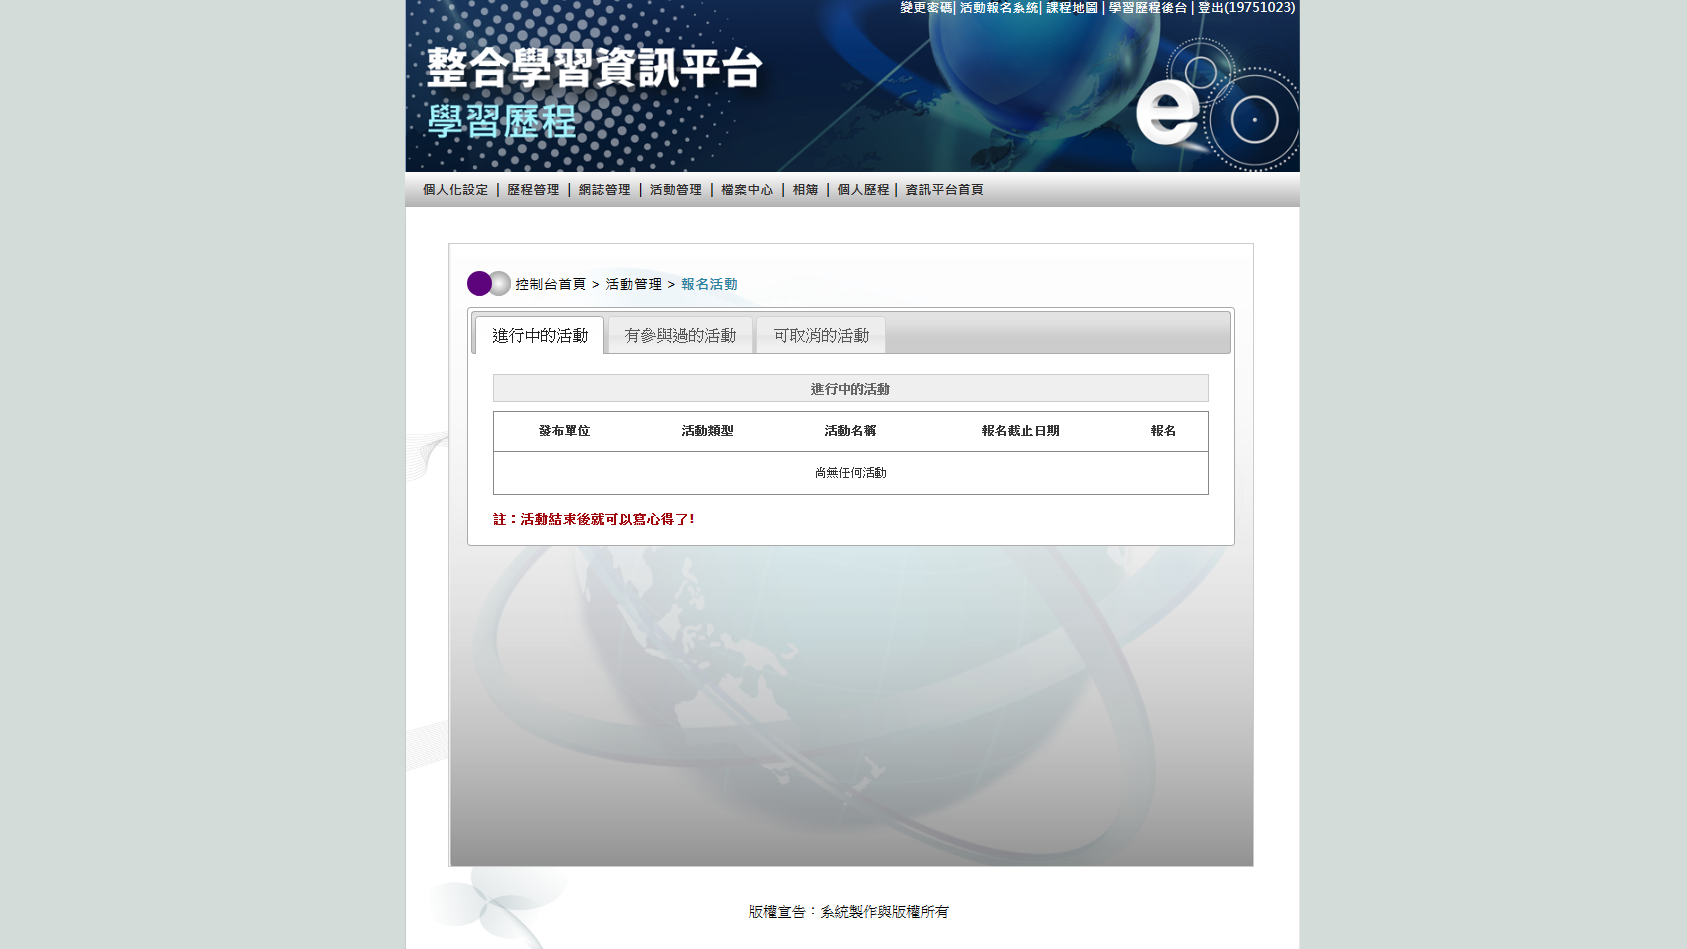 變更密碼| 活動報名系統| 課程地圖 | 學習歷程後台 | 登出(19751023)
整合學習資訊平台
學習歷程
e
個人化設定 | 歷程管理 | 網誌管理 | 活動管理 | 檔案中心 | 相簿 | 個人歷程 | 資訊平台首頁
控制台首頁 > 活動管理 > 報名活動
進行中的活動 有參與過的活動 可取消的活動
進行中的活動
發布單位 活動類型 活動名稱 報名截止日期 報名
尚無任何活動
註：活動結束後就可以寫心得了!
版權宣告：系統製作與版權所有